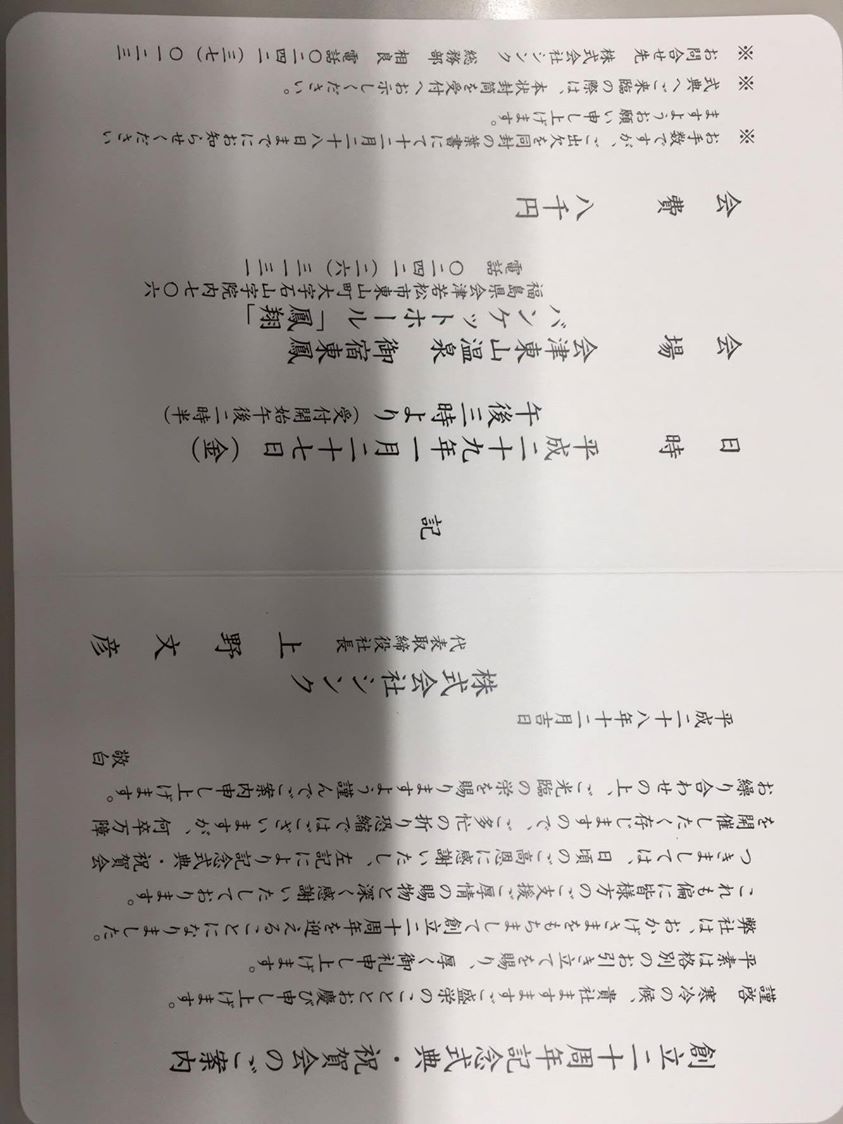 創立二十周年記念式典・祝賀会のご案内
謹啓 寒冷の候、貴社ますますご盛栄のこととお慶び申し上げます。
平素は格別のお引き立てを賜り、厚く御礼申し上げます。
弊社は、おかげさまをもちまして創立二十周年を迎えることになりました。
これも偏に皆様方のご支援ご厚情の賜物と深く感謝いたしております。
つきましては、日頃のご高恩に感謝いたし、左記により記念式典・祝賀会
を開催したく存じますので、ご多忙の折り恐縮ではございますが、何卒万障
お繰り合わせの上、ご光臨の栄を賜りますよう謹んでご案内申し上げます。
敬白
平成二十八年十二月吉日
株式会社シンク
代表取締役社長 上野文彦
記
日時 平成二十九年一月二十七日(金)
午後三時より(受付開始午後二時半)
会場 会津東山温泉 御宿東鳳
バンケットホール「鳳翔」
福島県会津若松市東山町大字石山字院内七〇六
電話 〇二四二(二六)三一三一
会費 八千円
※ お手数ですが、ご出欠を同封の葉書にて十二月二十八日までにお知らせください
ますようお願い申し上げます。
※ 式典へご来臨の際は、本状封筒を受付へお示しください。
※ お問合せ先 株式会社シンク 総務部 相良 電話〇二四二(三七)〇一二三